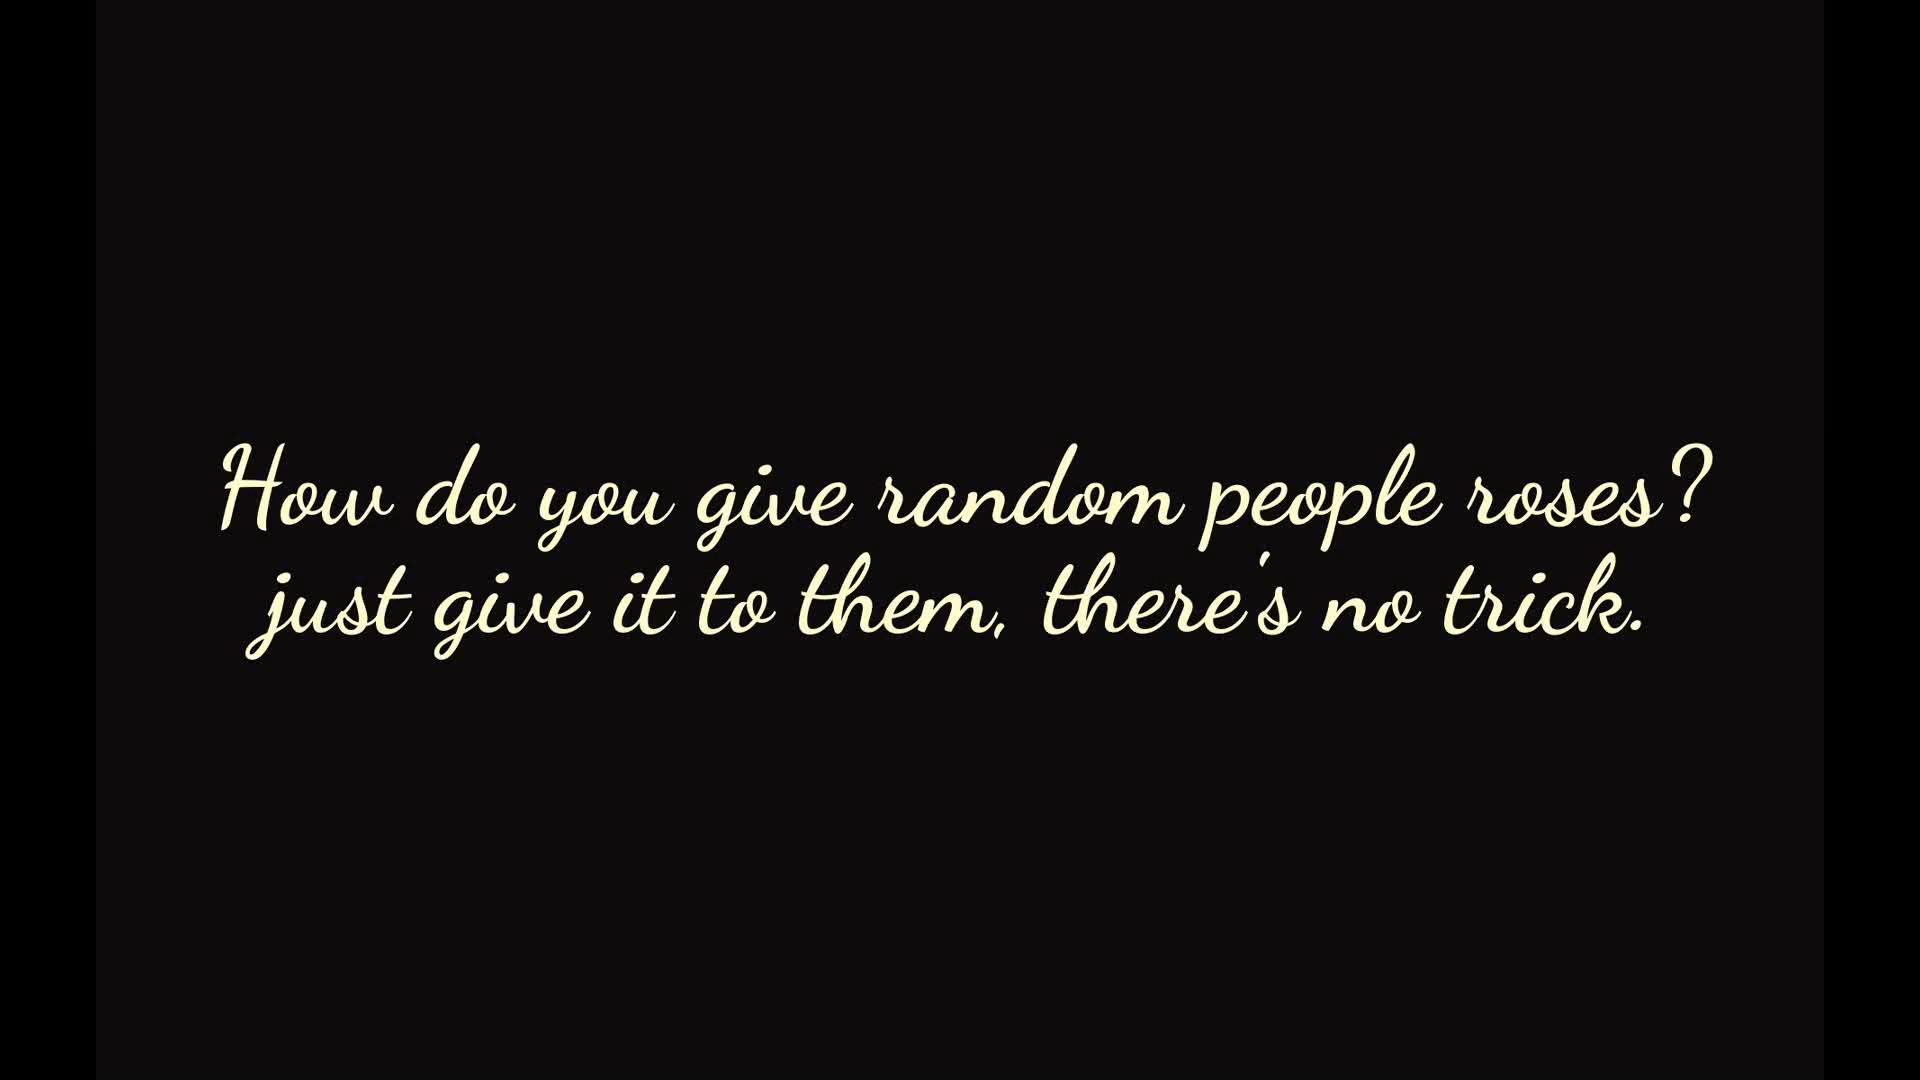 How do you give random people roses?
just give it to them, there's no trick.